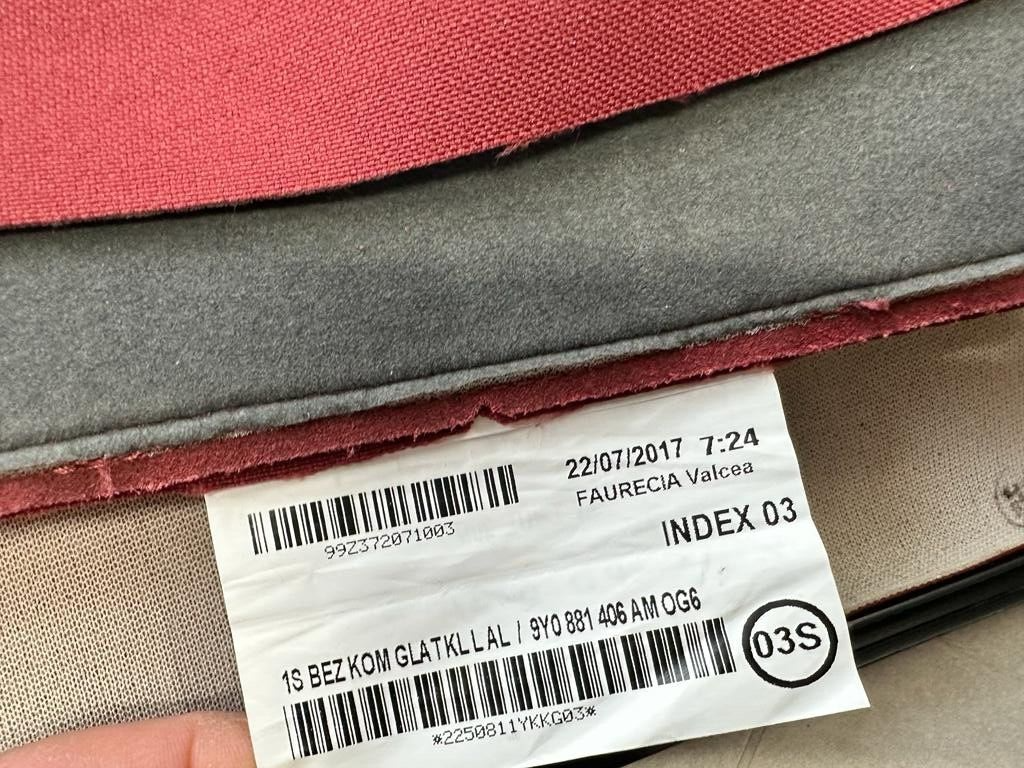 22/07/2017 7:24
FAURECIA Valcea
99Z372071003
INDEX 03
1S BEZ KOM GLATKL L AL / 9Y0 881 406 AM OG6
03S
*2250811YKKG03*